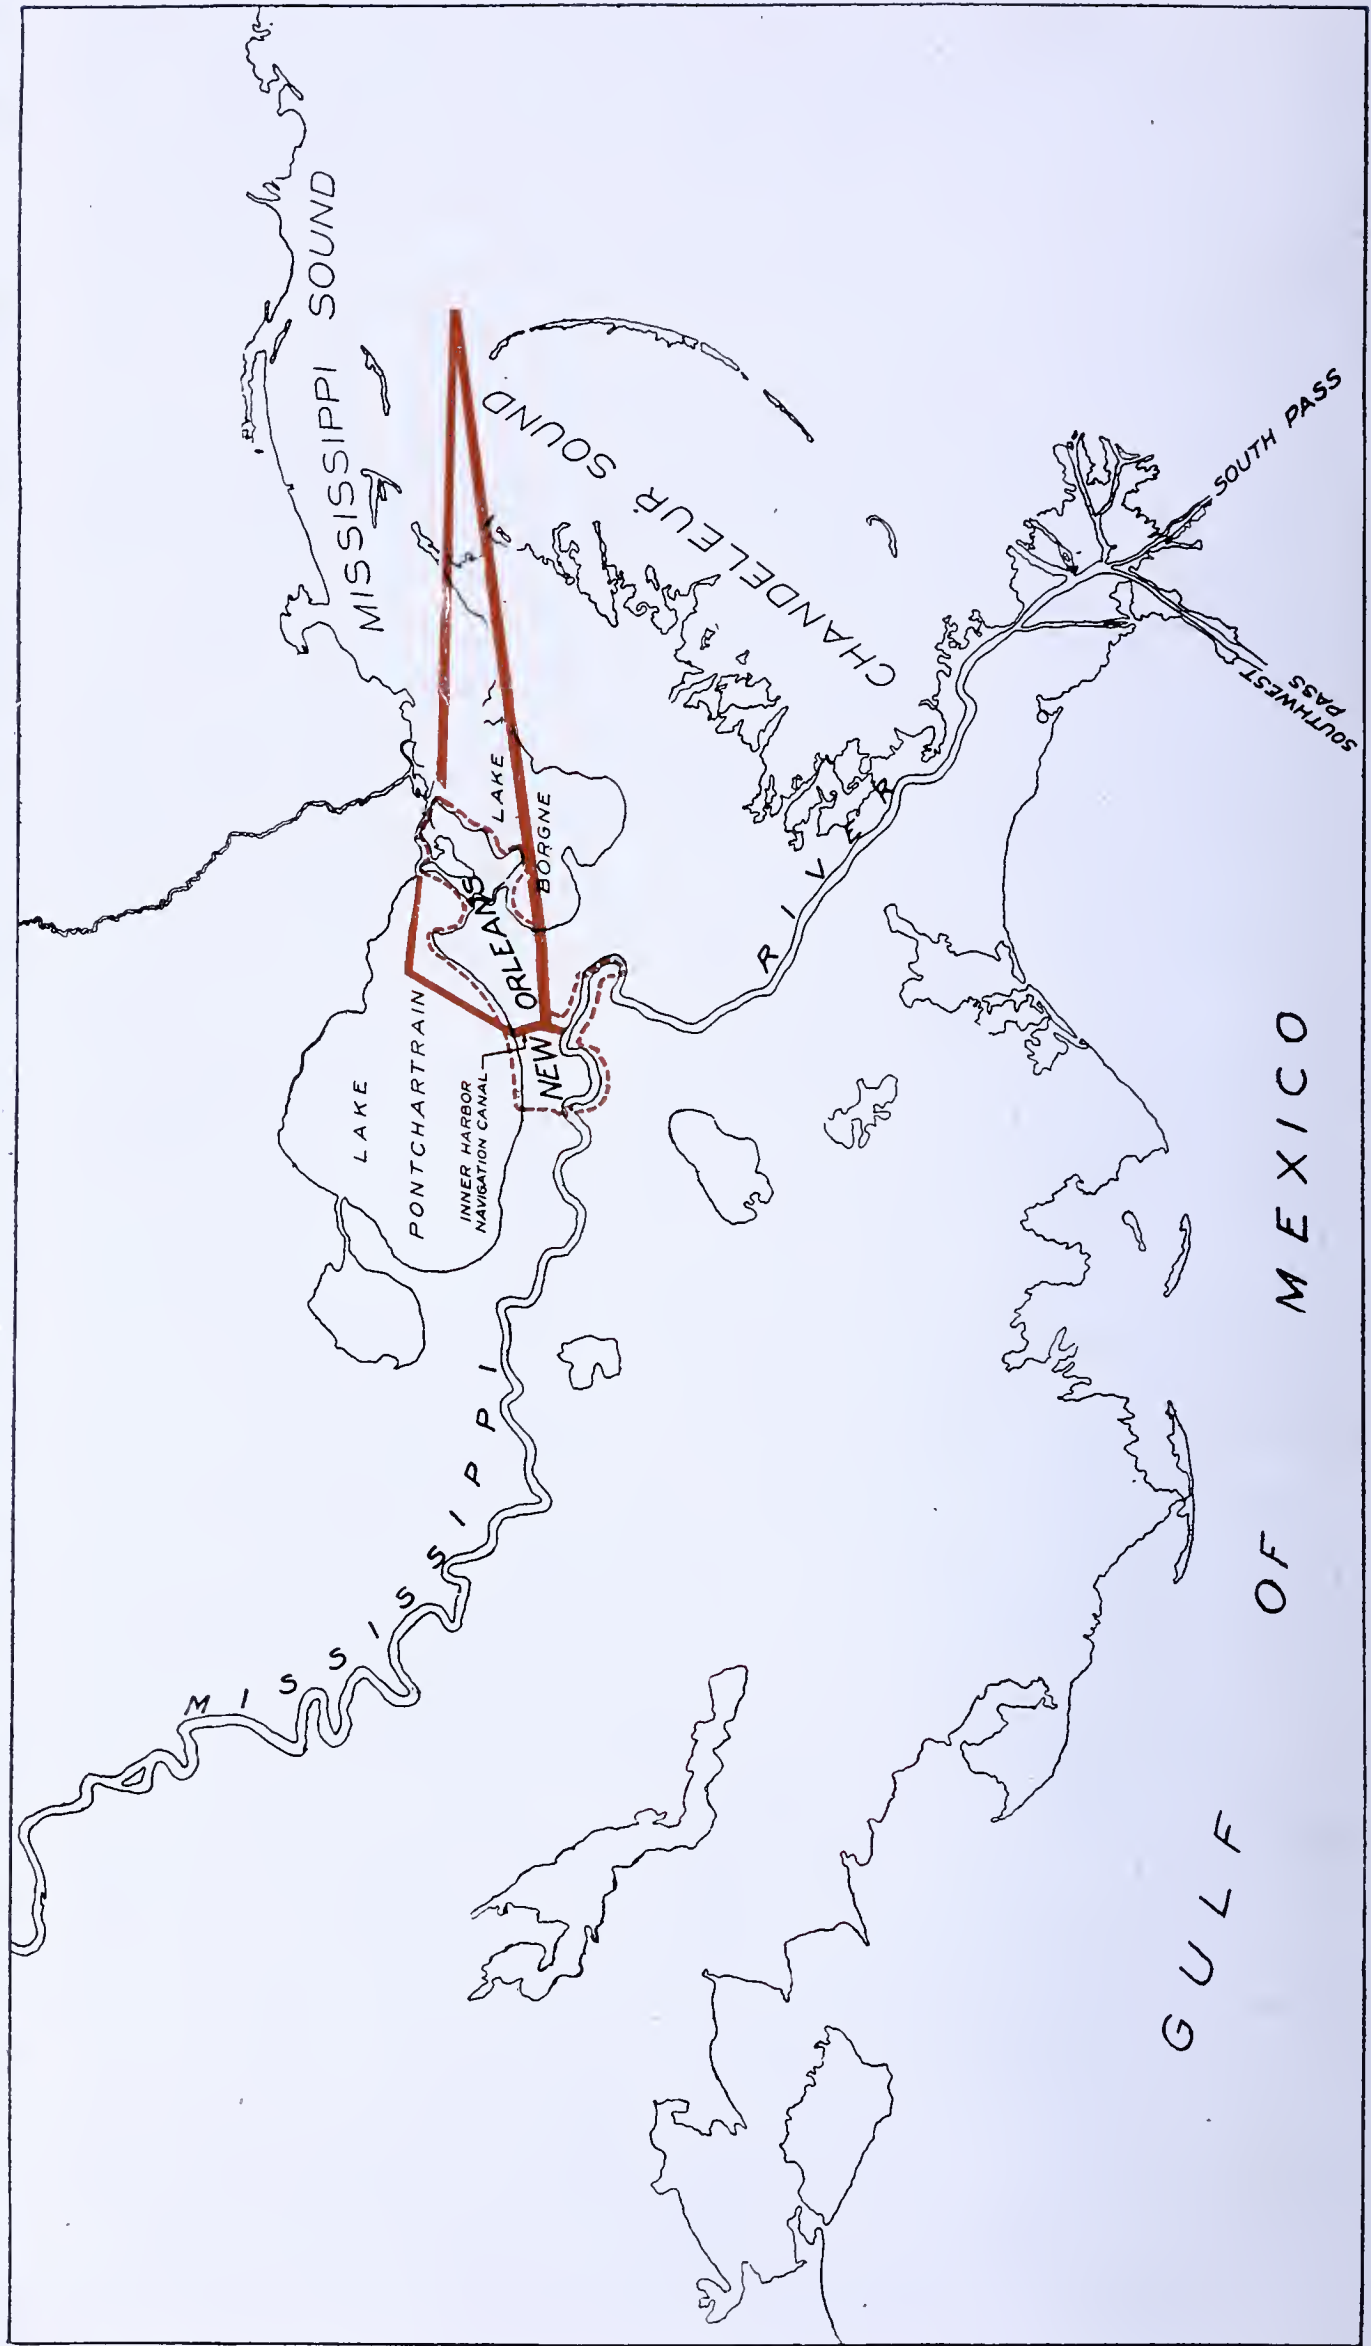 MISSISSIPPI SOUND
CHANDELEUR SOUND
LAKE
BORGNE
LAKE
PONTCHARTRAIN
INNER HARBOR
NAVIGATION CANAL
NEW ORLEANS
MISSISSIPPI RIVR
SOUTH PASS
SOUTHWEST
PASS
GULF OF MEXICO